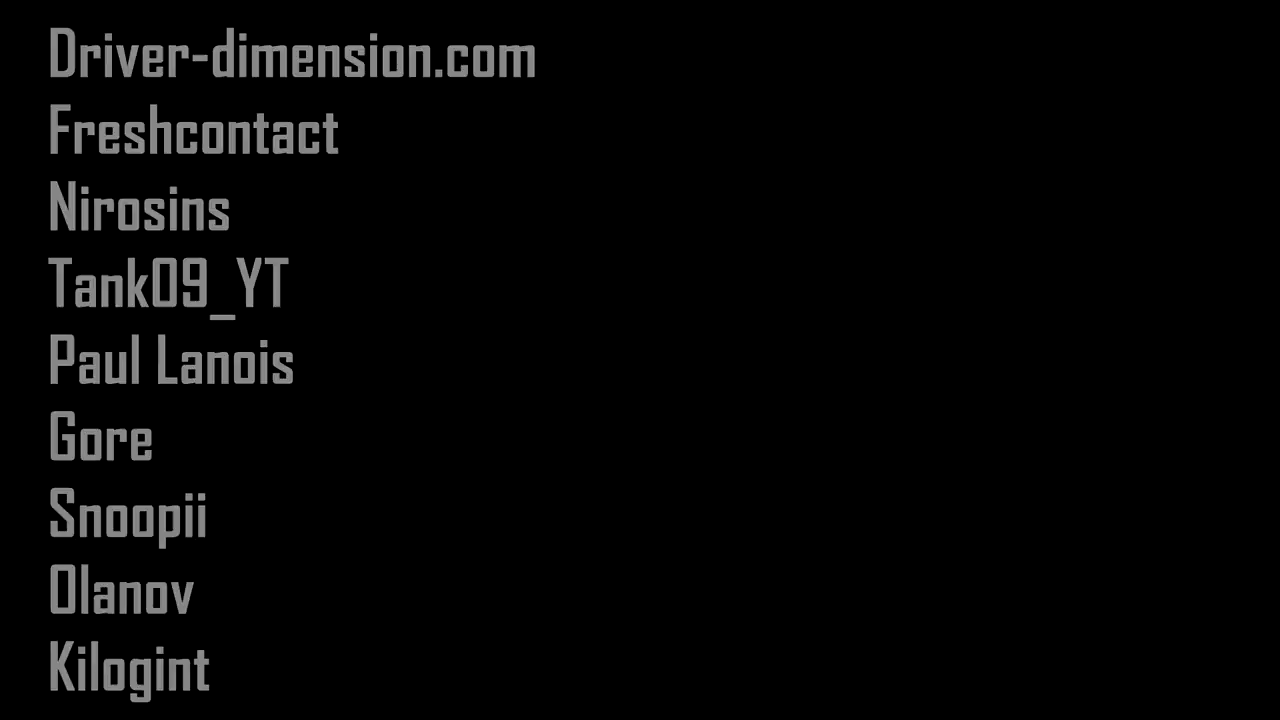 Driver-dimension.com
Freshcontact
Nirosins
Tank09_YT
Paul Lanois
Gore
Snoopii
Olanov
Kilogint